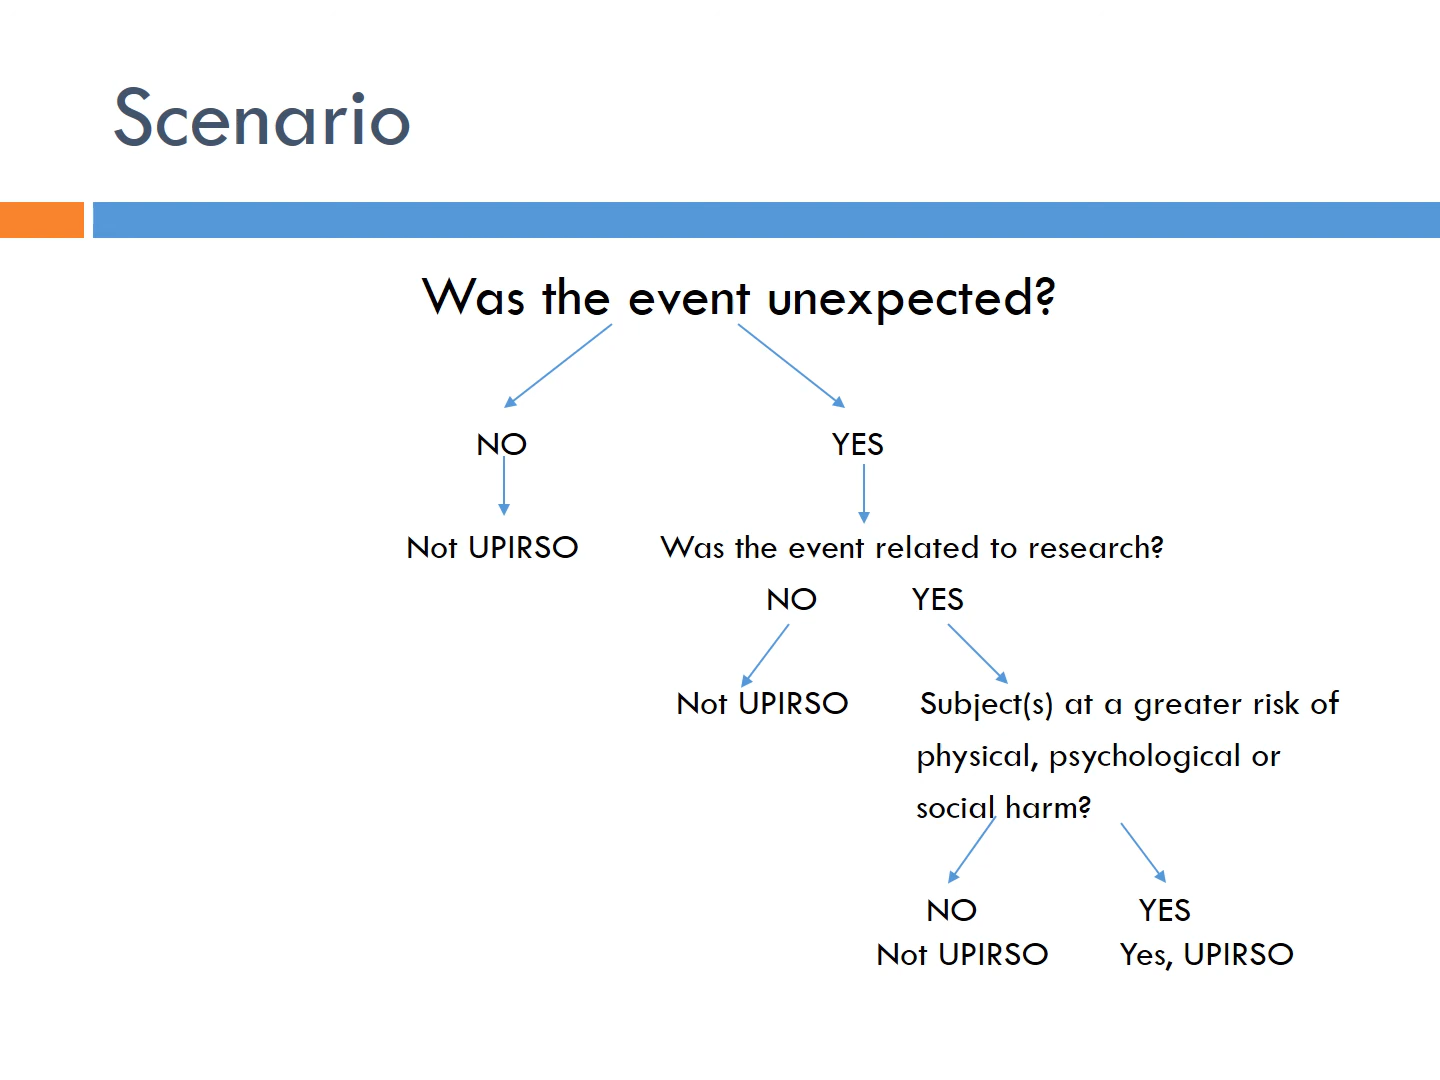 Scenario
Was the event unexpected?
NO YES
Not UPIRSO Was the event related to research?
NO YES
Not UPIRSO Subject(s) at a greater risk of
physical, psychological or
social harm?
NO YES
Not UPIRSO Yes, UPIRSO